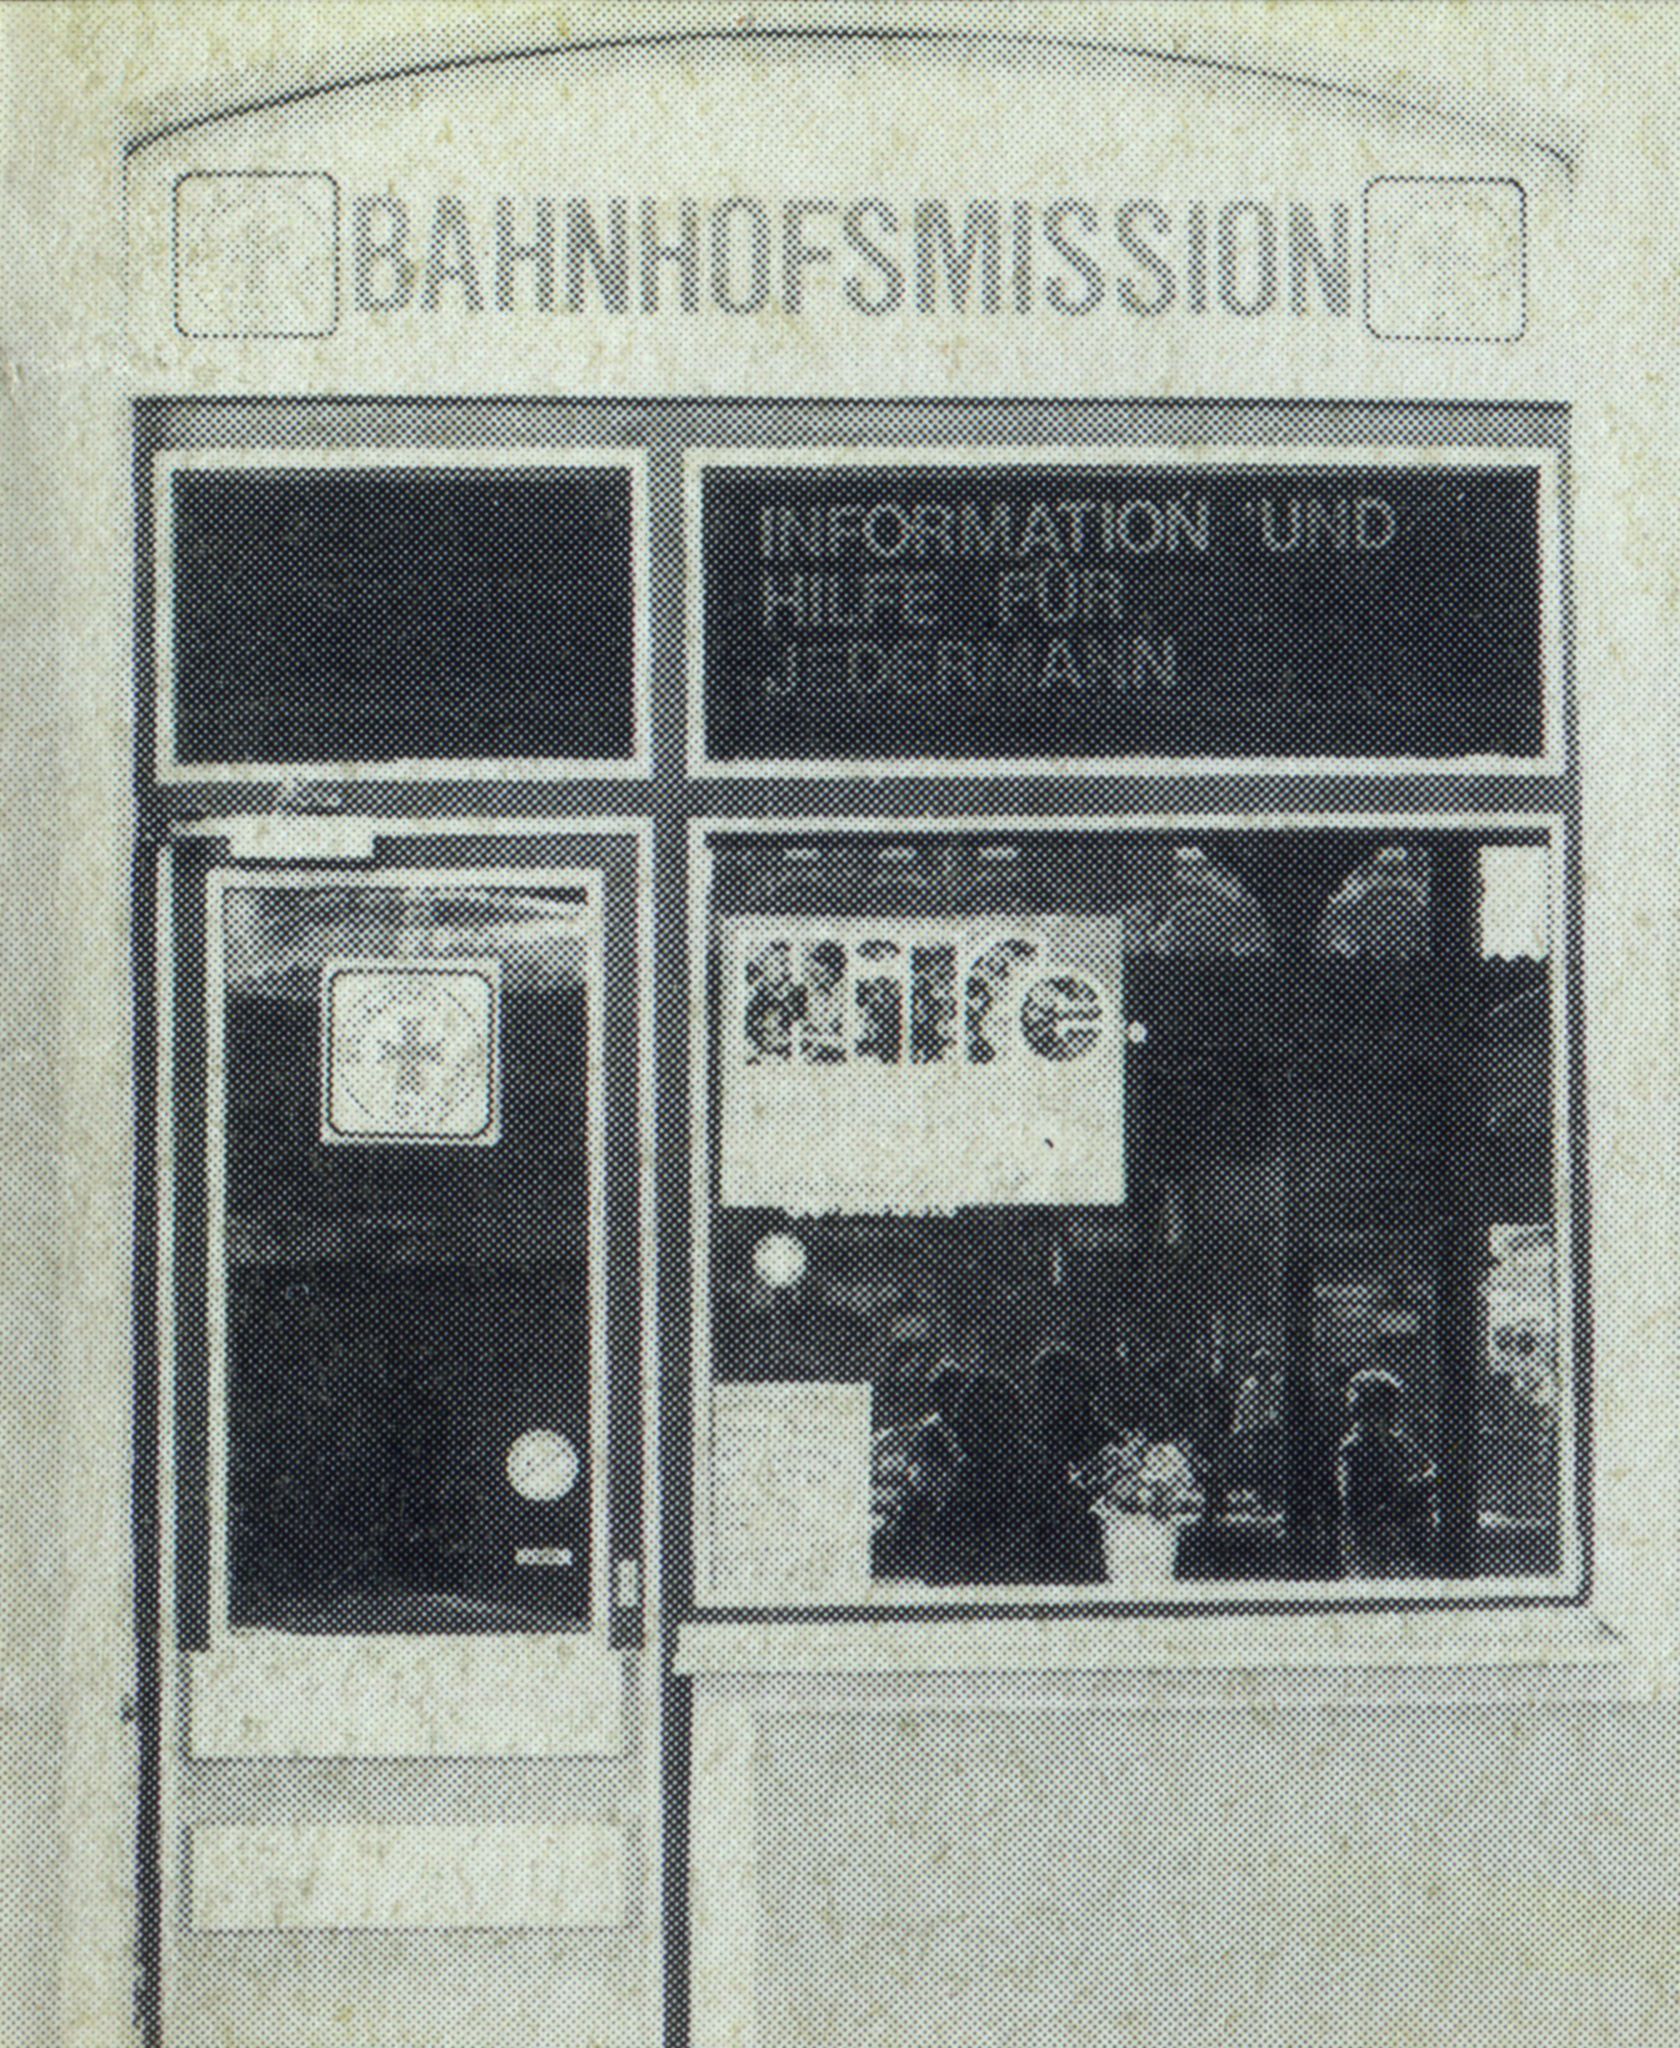 BAHNHOFSMISSION
INFORMATION UND
HILFE FÜR
JEDERMANN
Hilfe